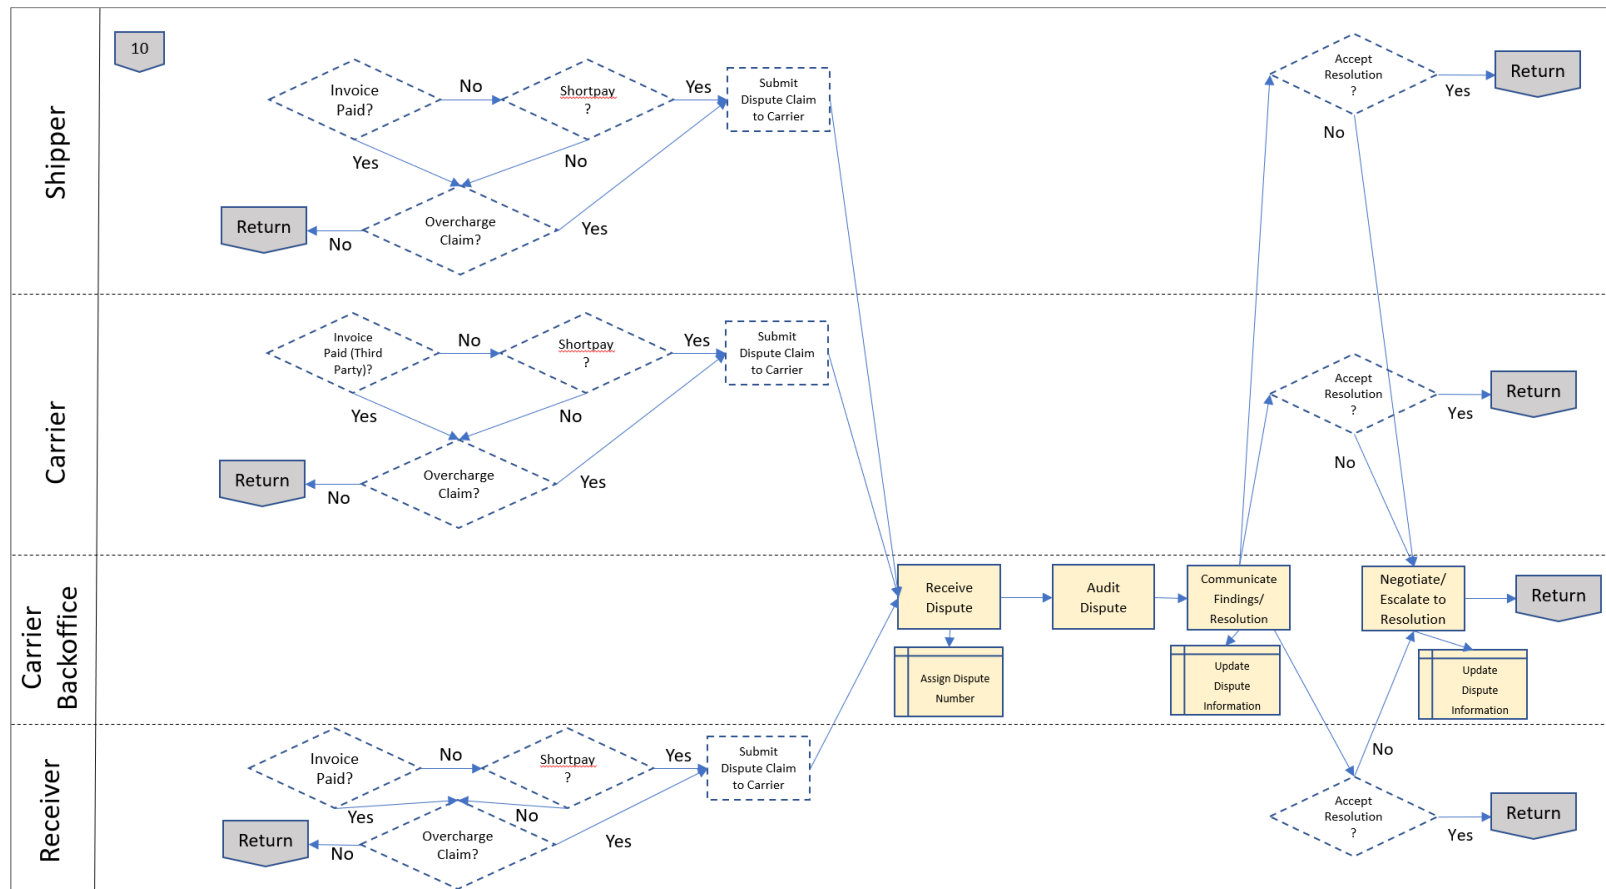 Shipper
10
Invoice
Paid?
No
Shortpay
?
Yes
Submit
Dispute Claim
to Carrier
Yes
No
Overcharge
Claim?
Yes
No
Return
Accept
Resolution
?
Yes
Return
No
Carrier
Invoice
Paid (Third
Party)?
No
Shortpay
?
Yes
Submit
Dispute Claim
to Carrier
Yes
No
Overcharge
Claim?
Yes
No
Return
Accept
Resolution
?
Yes
Return
No
Carrier
Backoffice
Receive
Dispute
Assign Dispute
Number
Audit
Dispute
Communicate
Findings/
Resolution
Update
Dispute
Information
Negotiate/
Escalate to
Resolution
Return
Update
Dispute
Information
Receiver
Invoice
Paid?
No
Shortpay
?
Yes
Submit
Dispute Claim
to Carrier
Yes
No
Overcharge
Claim?
Yes
No
Return
No
Accept
Resolution
?
Yes
Return